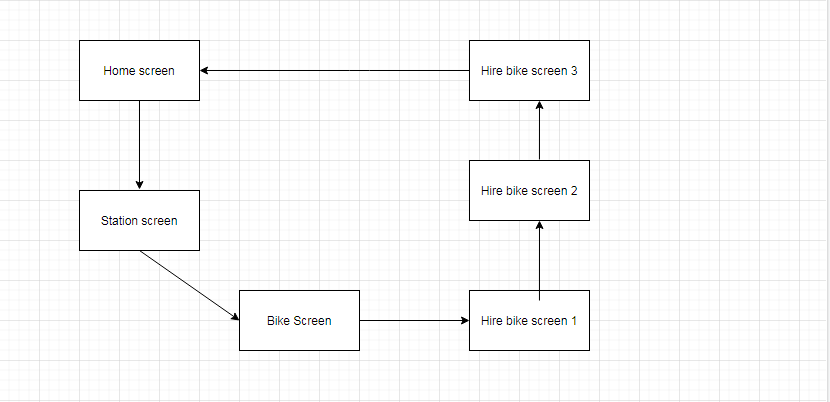 Home screen
Hire bike screen 3
Hire bike screen 2
Station screen
Bike Screen
Hire bike screen 1